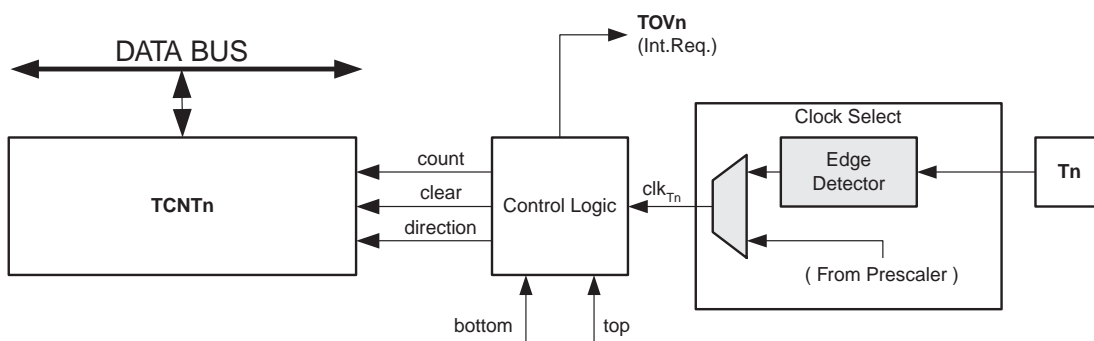 TOVn
(Int.Req.)
DATA BUS
Clock Select
TCNTn
count
clear
direction
Control Logic
clkTn
Edge
Detector
Tn
( From Prescaler )
bottom
top